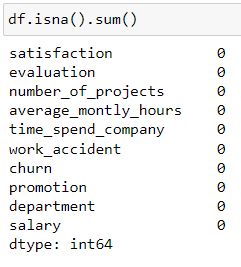 df.isna().sum()
satisfaction 0
evaluation 0
number_of_projects 0
average_montly_hours 0
time_spend_company 0
work_accident 0
churn 0
promotion 0
department 0
salary 0
dtype: int64